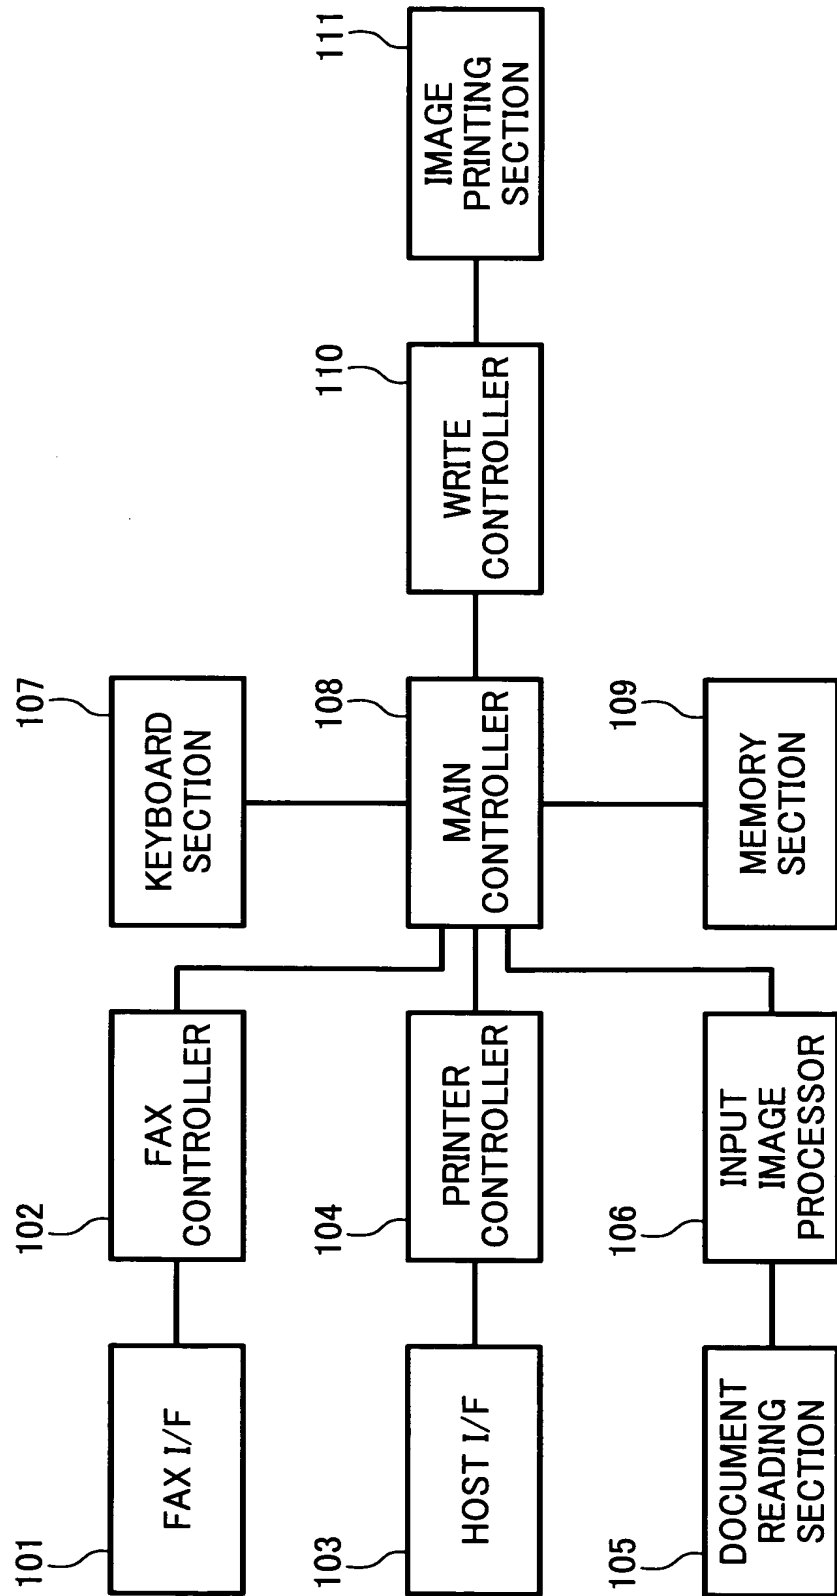 101
FAX I/F
102
FAX
CONTROLLER
103
HOST I/F
104
PRINTER
CONTROLLER
105
DOCUMENT
READING
SECTION
106
INPUT
IMAGE
PROCESSOR
107
KEYBOARD
SECTION
108
MAIN
CONTROLLER
109
MEMORY
SECTION
110
WRITE
CONTROLLER
111
IMAGE
PRINTING
SECTION